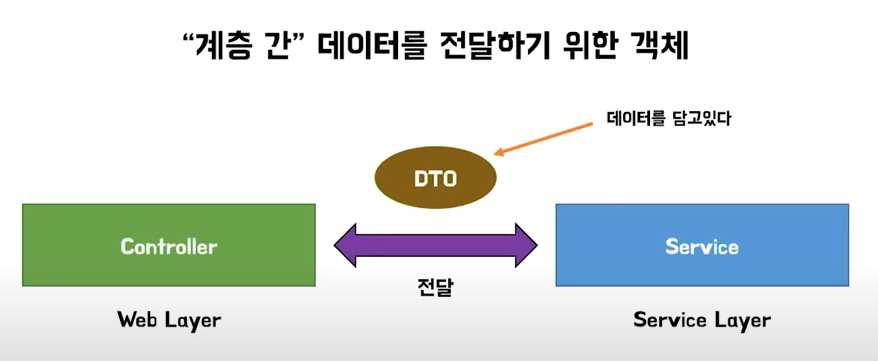 “계층 간” 데이터를 전달하기 위한 객체
데이터를 담고있다
DTO
Controller
Service
전달
Web Layer
Service Layer